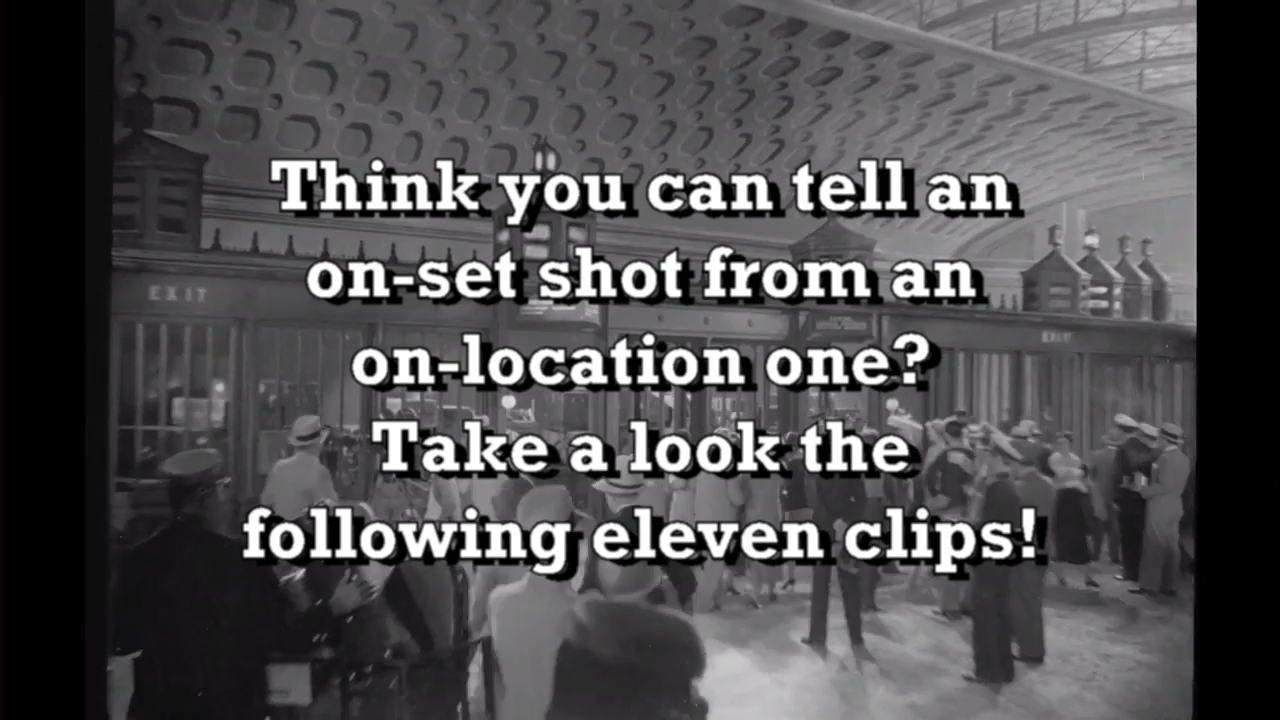 Think you can tell an
on-set shot from an
on-location one?
Take a look the
following eleven clips!
EXIT
EXIT